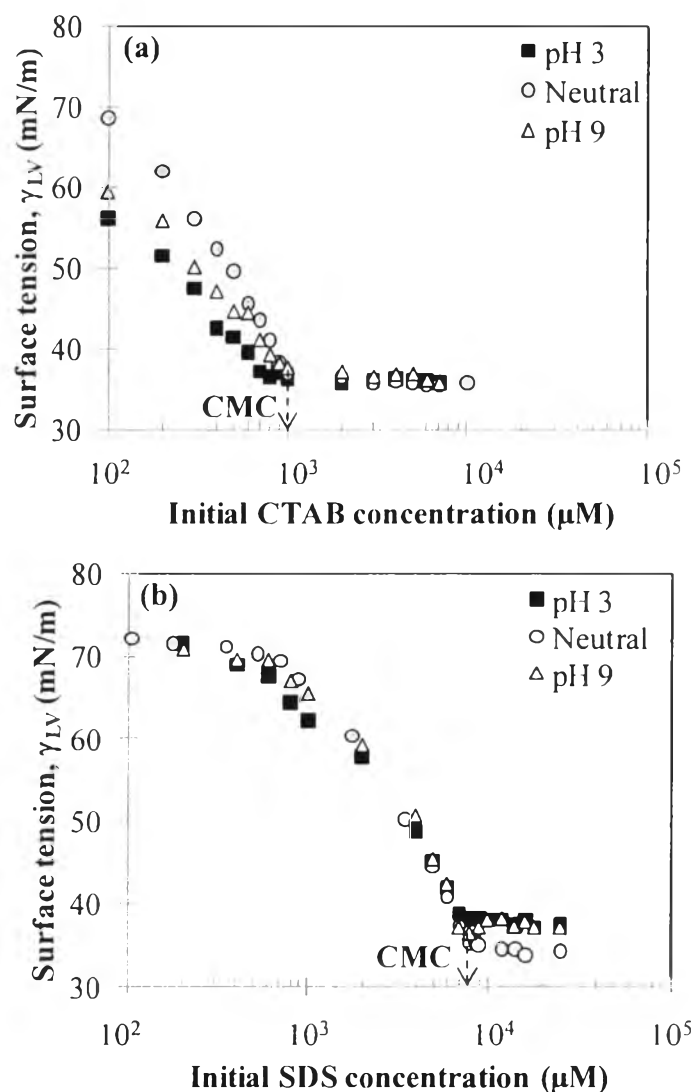 (a)
80
70
60
50
40
30
Surface tension, γLV (mN/m)
pH 3
Neutral
pH 9
CMC
10²
10³
10⁴
10⁵
Initial CTAB concentration (μM)
(b)
80
70
60
50
40
30
Surface tension, γLV (mN/m)
pH 3
Neutral
pH 9
CMC
10²
10³
10⁴
10⁵
Initial SDS concentration (μM)